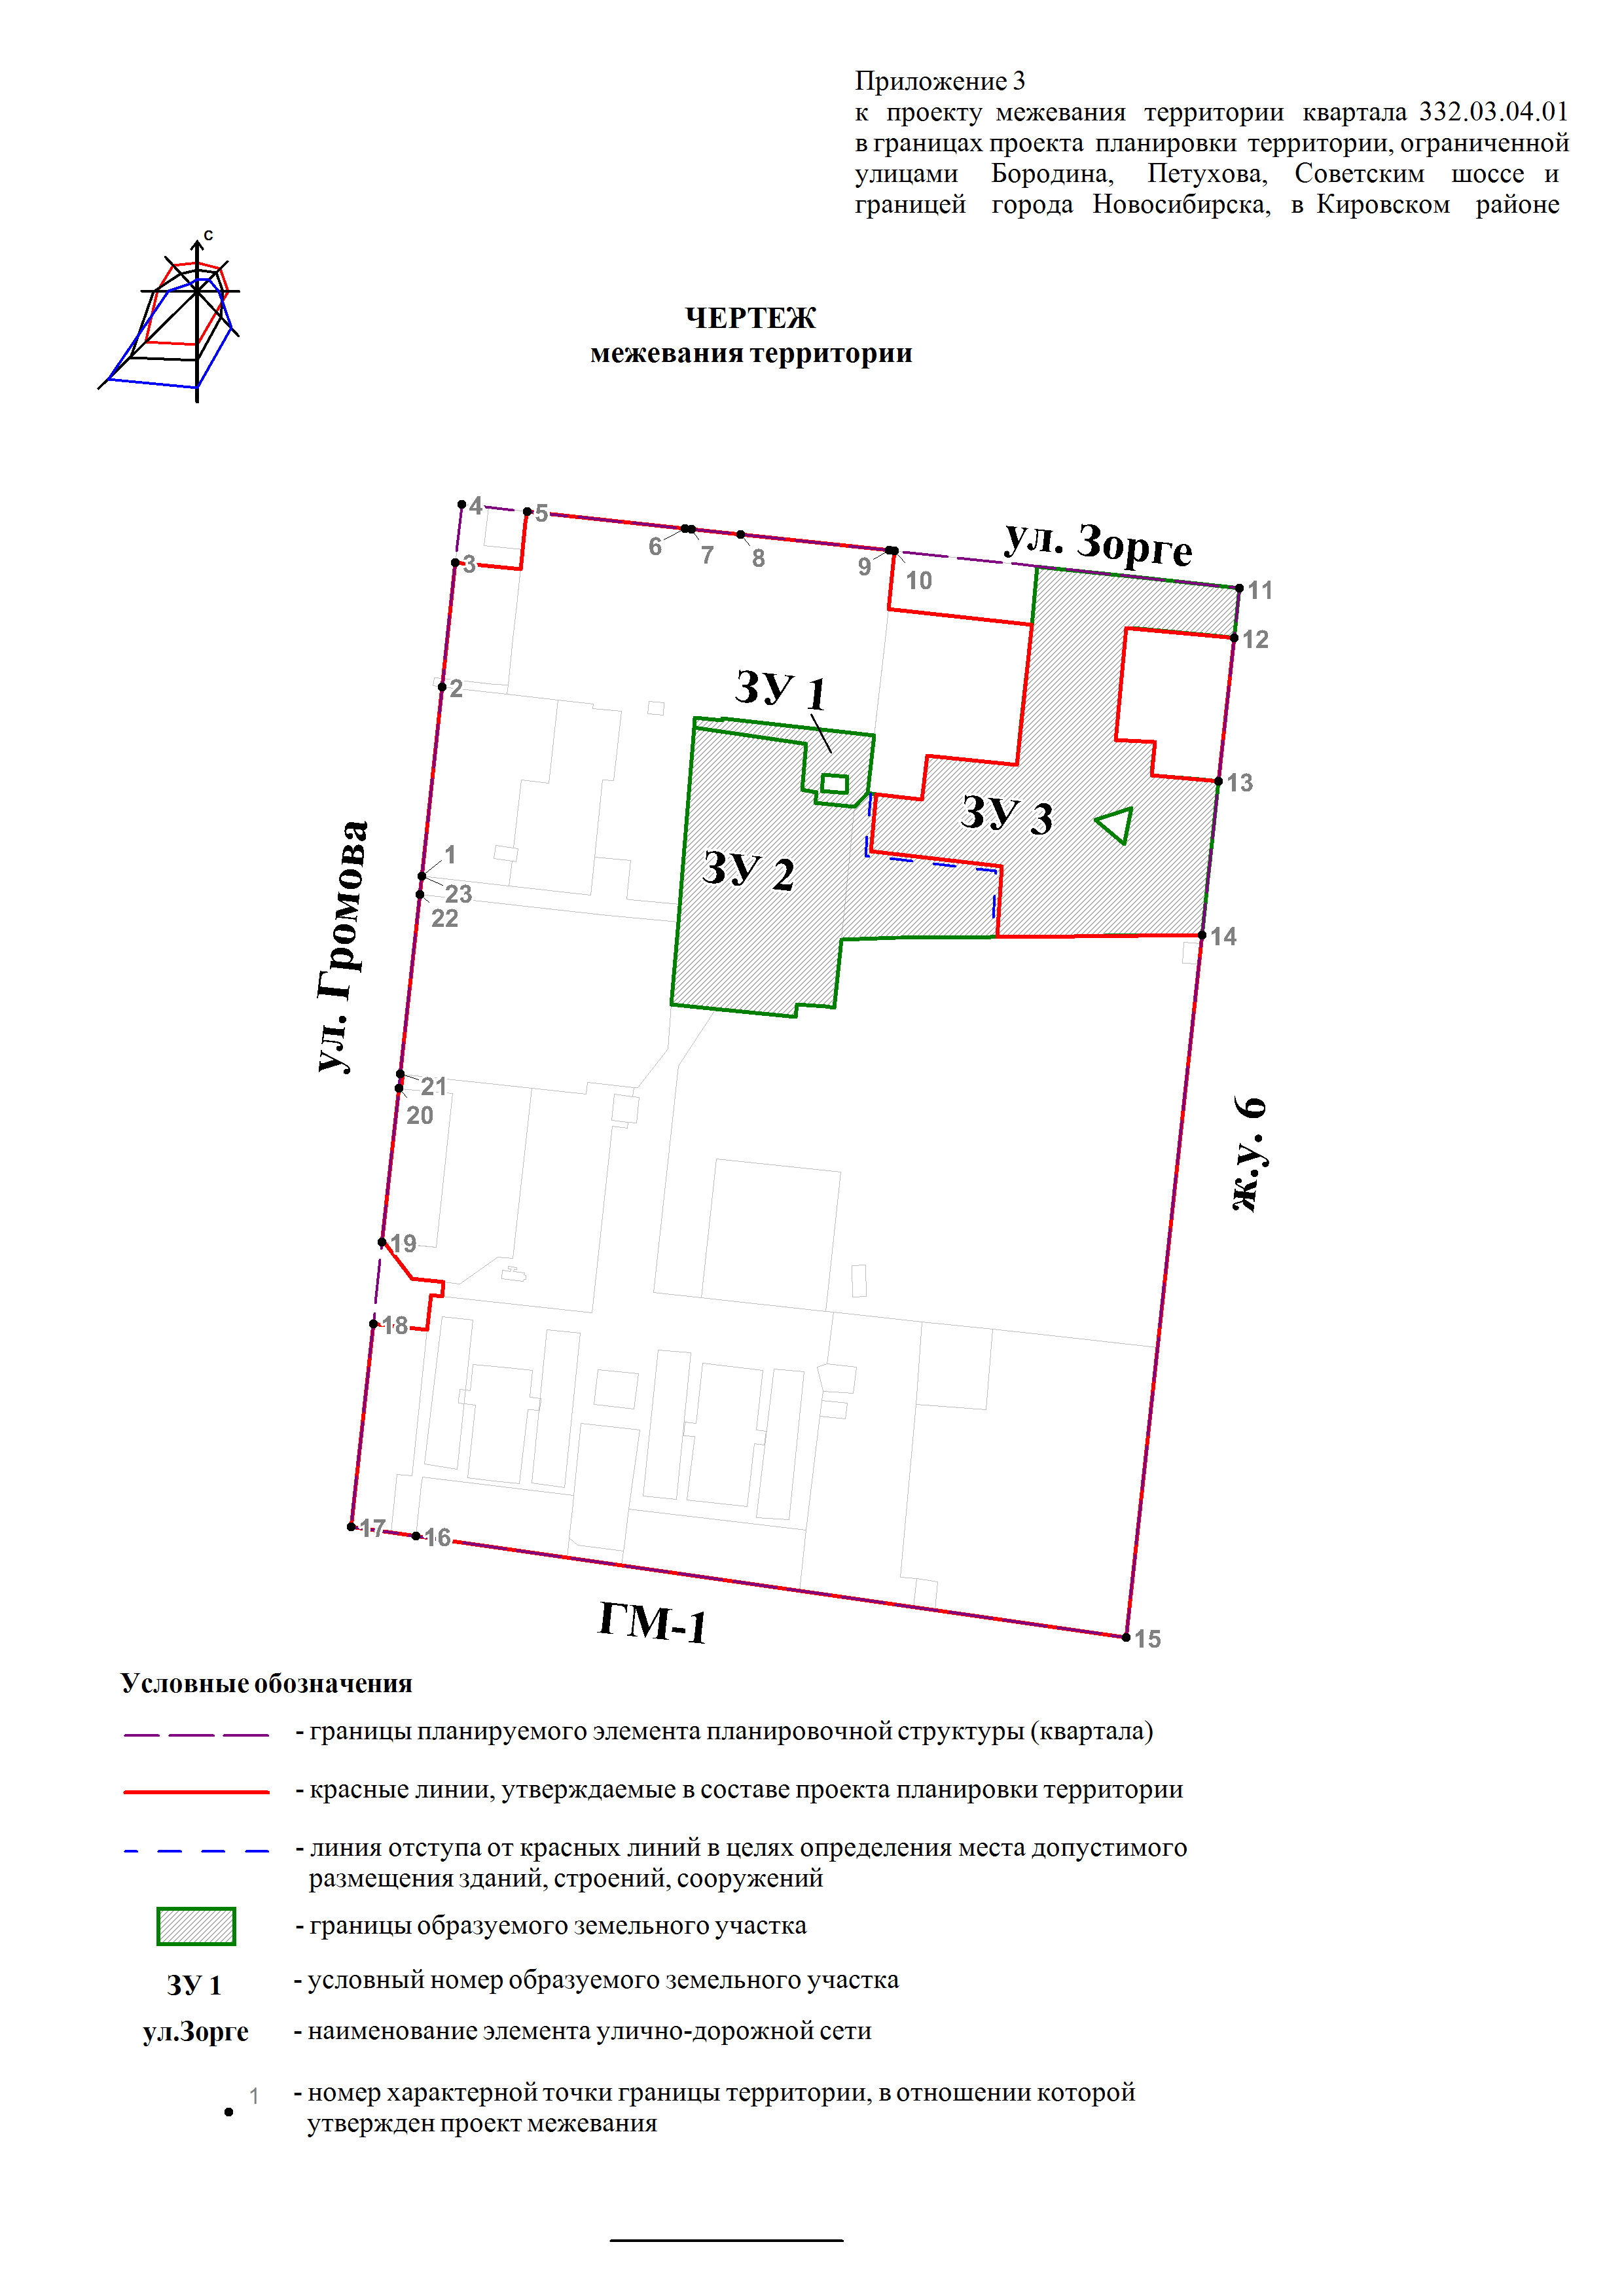 Приложение 3
к проекту межевания территории квартала 332.03.04.01
в границах проекта планировки территории, ограниченной
улицами Бородина, Петухова, Советским шоссе и
границей города Новосибирска, в Кировском районе
С
ЧЕРТЕЖ
межевания территории
4
5
6
7
8
9
10
ул. Зорге
11
3
12
2
ЗУ 1
13
ЗУ 3
1
ЗУ 2
23
22
14
ул. Громова
21
20
ж.у. 6
19
18
17
16
ГМ-1
15
Условные обозначения
- границы планируемого элемента планировочной структуры (квартала)
- красные линии, утверждаемые в составе проекта планировки территории
- линия отступа от красных линий в целях определения места допустимого
размещения зданий, строений, сооружений
- границы образуемого земельного участка
ЗУ 1 - условный номер образуемого земельного участка
ул.Зорге - наименование элемента улично-дорожной сети
1 - номер характерной точки границы территории, в отношении которой
утвержден проект межевания